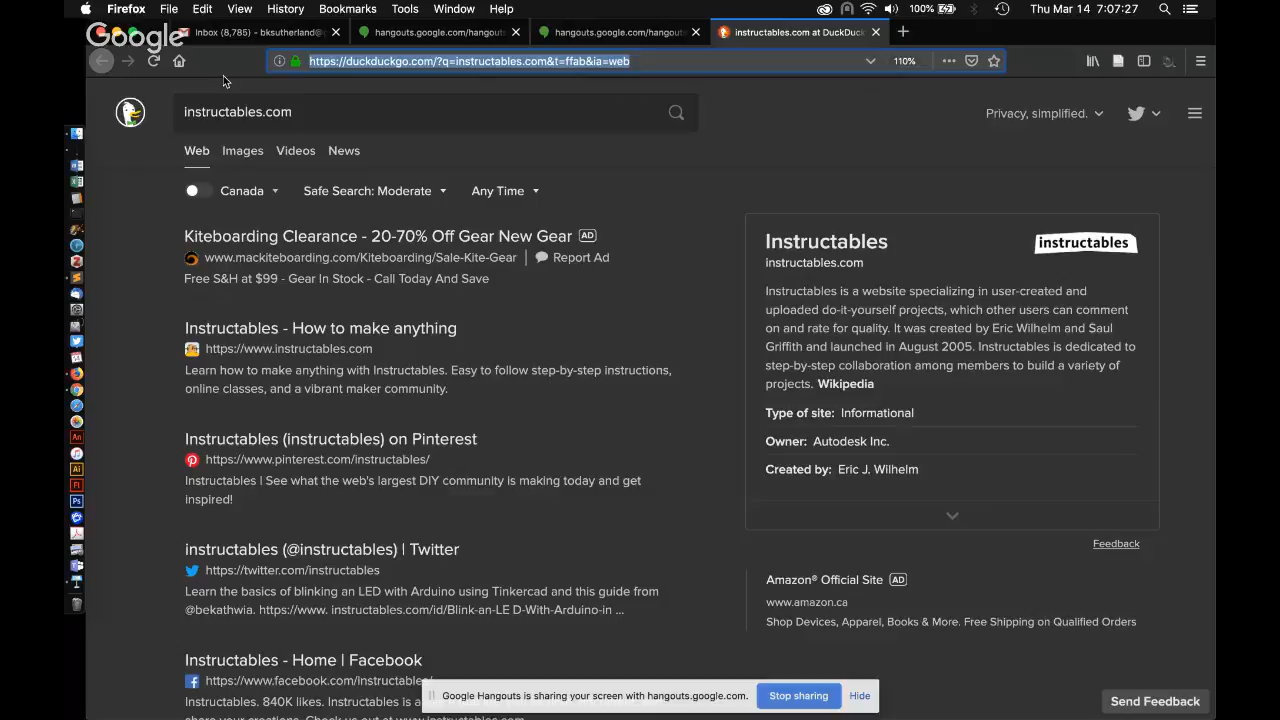 Firefox File Edit View History Bookmarks Tools Window Help 100% Thu Mar 14 7:07:27
Google
Inbox (8,785) - bksutherland@ hangouts.google.com/hangouts hangouts.google.com/hangouts instructables.com at DuckDuck
https://duckduckgo.com/?q=instructables.com&t=ffab&ia=web 110%
instructables.com
Privacy, simplified.
Web Images Videos News
Canada Safe Search: Moderate Any Time
Kiteboarding Clearance - 20-70% Off Gear New Gear AD
www.mackiteboarding.com/Kiteboarding/Sale-Kite-Gear Report Ad
Free S&H at $99 - Gear In Stock - Call Today And Save
Instructables - How to make anything
https://www.instructables.com
Learn how to make anything with Instructables. Easy to follow step-by-step instructions,
online classes, and a vibrant maker community.
Instructables (instructables) on Pinterest
https://www.pinterest.com/instructables/
Instructables | See what the web's largest DIY community is making today and get
inspired!
instructables (@instructables) | Twitter
https://twitter.com/instructables
Learn the basics of blinking an LED with Arduino using Tinkercad and this guide from
@bekathwia. https://www. instructables.com/id/Blink-an-LE D-With-Arduino-in ...
Instructables - Home | Facebook
https://www.facebook.com/instructables/
Instructables. 840K likes. Instructables is a
Instructables
instructables
instructables.com
Instructables is a website specializing in user-created and
uploaded do-it-yourself projects, which other users can comment
on and rate for quality. It was created by Eric Wilhelm and Saul
Griffith and launched in August 2005. Instructables is dedicated to
step-by-step collaboration among members to build a variety of
projects. Wikipedia
Type of site: Informational
Owner: Autodesk Inc.
Created by: Eric J. Wilhelm
Feedback
Amazon® Official Site AD
www.amazon.ca
Shop Devices, Apparel, Books & More. Free Shipping on Qualified Orders
Google Hangouts is sharing your screen with hangouts.google.com. Stop sharing Hide
Send Feedback
An
Ai
Fl
Ps